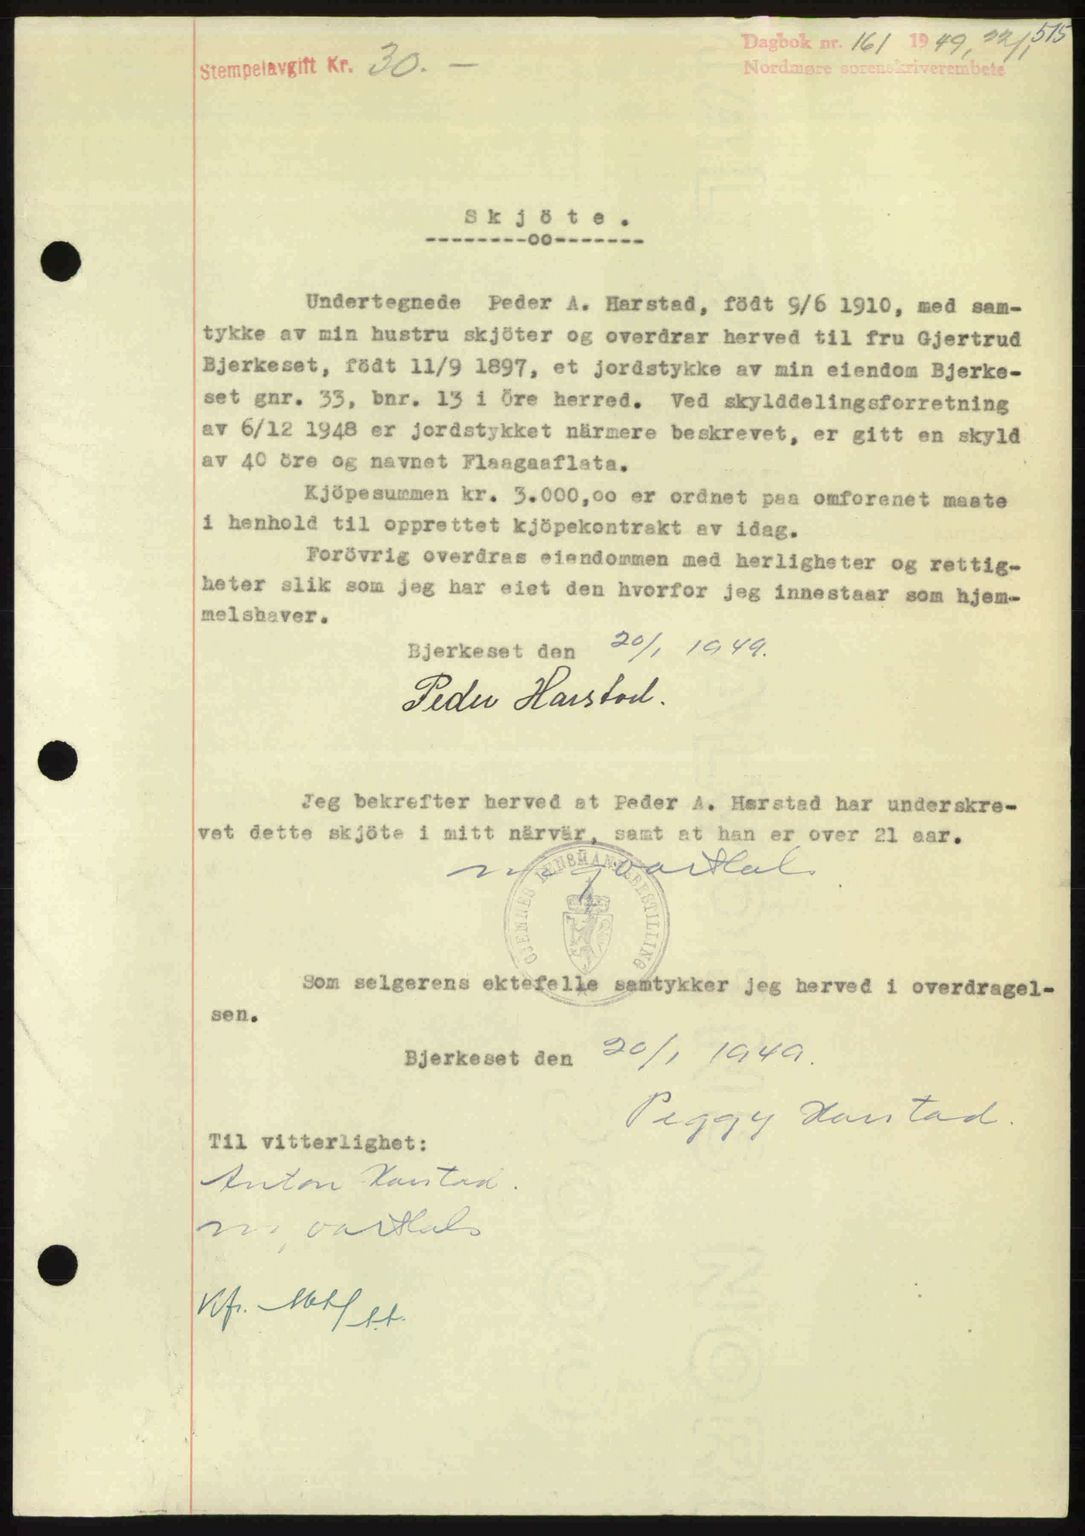 515
Dagbok nr. 161 1949, 22/1
Nordmøre sorenskriverembete
Stempelavgift Kr. 30.—
Skjöte.
--------oo-------
Undertegnede Peder A. Harstad, födt 9/6 1910, med sam-
tykke av min hustru skjöter og overdrar herved til fru Gjertrud
Bjerkeset, födt 11/9 1897, et jordstykke av min eiendom Bjerke-
set gnr. 33, bnr. 13 i Öre herred. Ved skylddelingsforretning
av 6/12 1948 er jordstykket närmere beskrevet, er gitt en skyld
av 40 öre og navnet Flaagaaflata.
Kjöpesummen kr. 3.000,oo er ordnet paa omforenet maate
i henhold til opprettet kjöpekontrakt av idag.
Forövrig overdras eiendommen med herligheter og rettig-
heter slik som jeg har eiet den hvorfor jeg innestaar som hjem-
melshaver.
Bjerkeset den 20/1 1949.
Peder Harstad.
Jeg bekrefter herved at Peder A. Harstad har underskre-
vet dette skjöte i mitt närvär, samt at han er over 21 aar.
GJEMNES LENSMANNSBESTILLING
Som selgerens ektefelle samtykker jeg herved i overdragel-
sen.
Bjerkeset den 20/1 1949.
Peggy Harstad.
Til vitterlighet:
Anton Harstad.
Kfr.